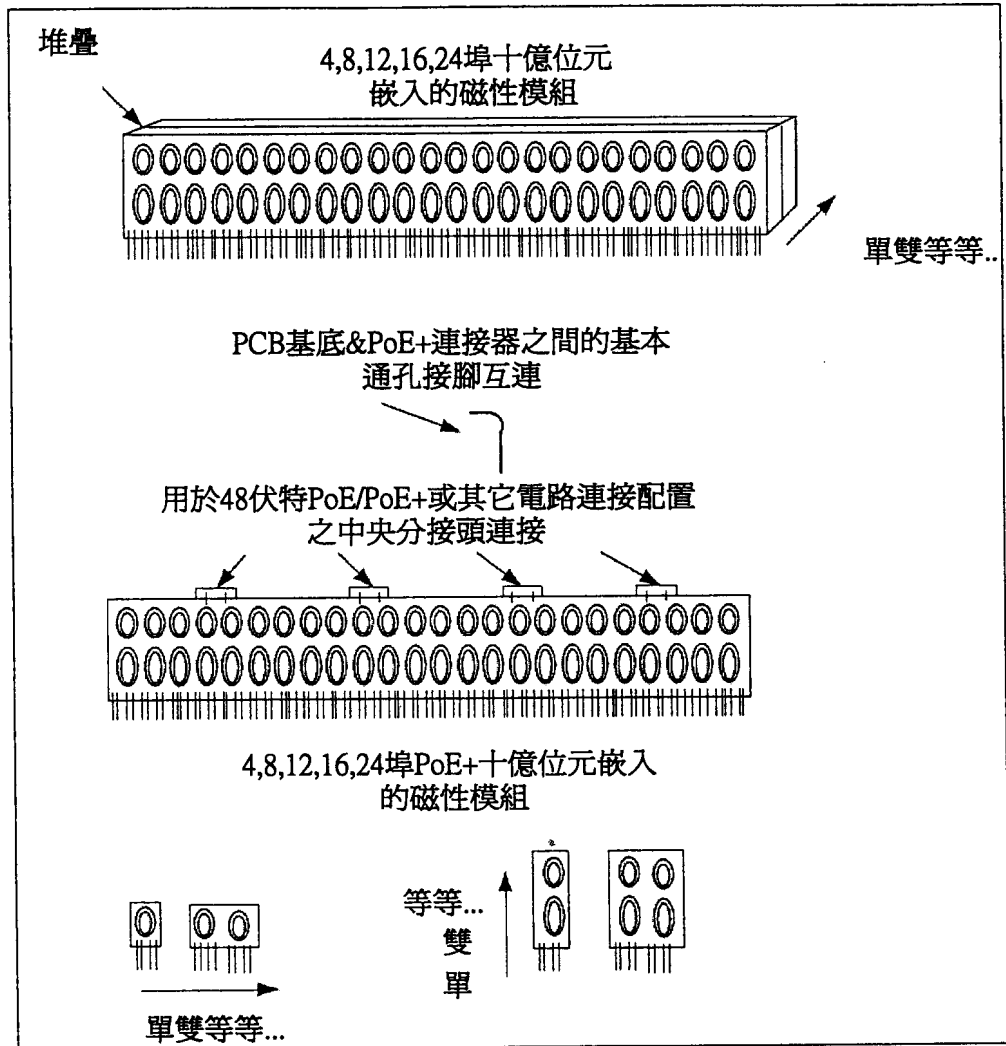 堆疊
4,8,12,16,24埠十億位元
嵌入的磁性模組
單雙等等..
PCB基底&PoE+連接器之間的基本
通孔接腳互連
用於48伏特PoE/PoE+或其它電路連接配置
之中央分接頭連接
4,8,12,16,24埠PoE+十億位元嵌入
的磁性模組
等等...
雙
單
單雙等等...